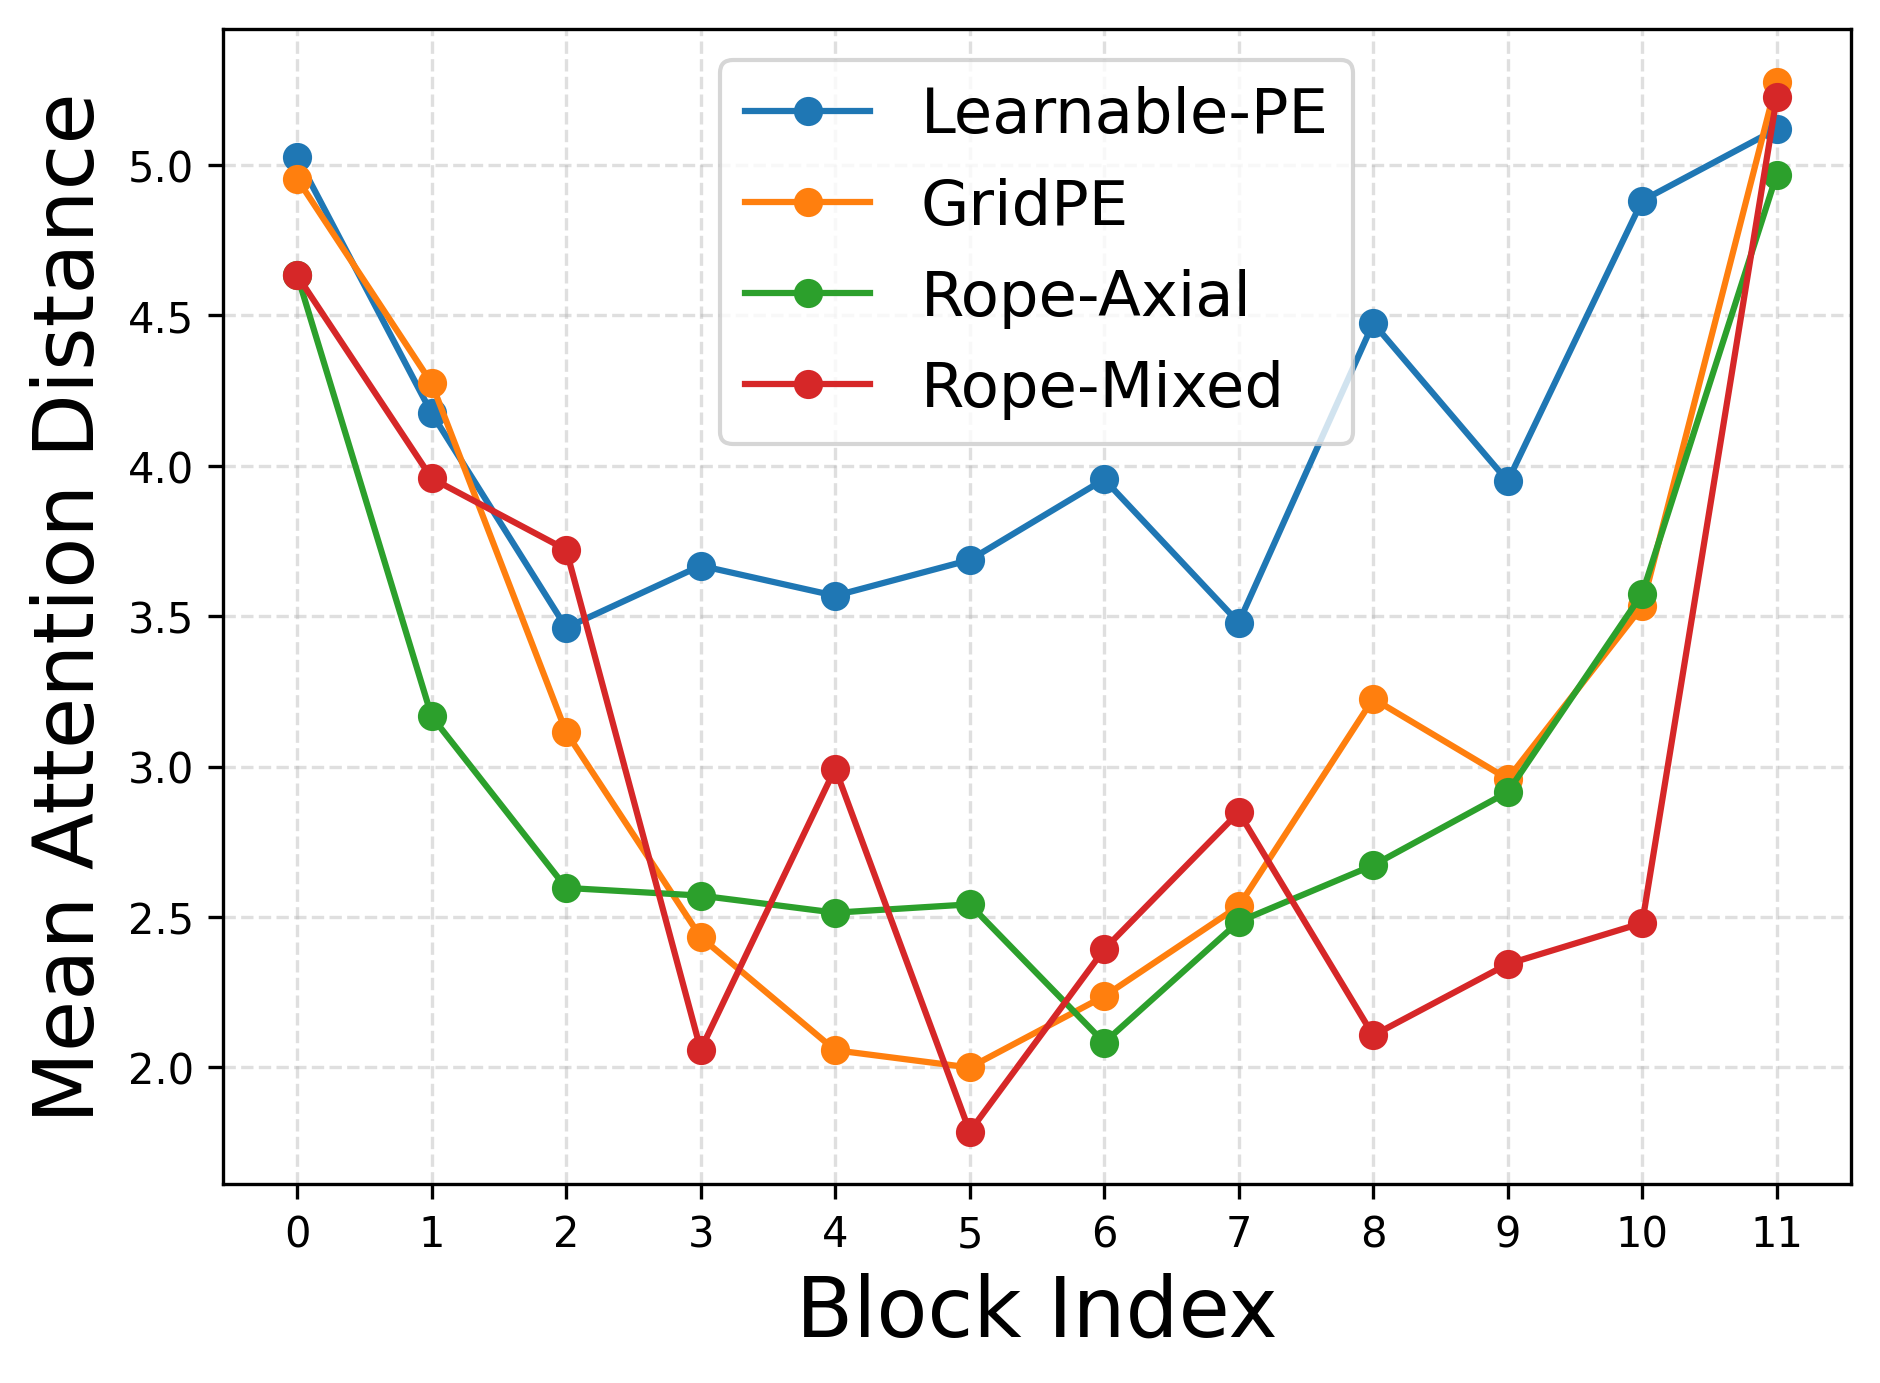 Mean Attention Distance
5.0
4.5
4.0
3.5
3.0
2.5
2.0
Learnable-PE
GridPE
Rope-Axial
Rope-Mixed
0 1 2 3 4 5 6 7 8 9 10 11
Block Index